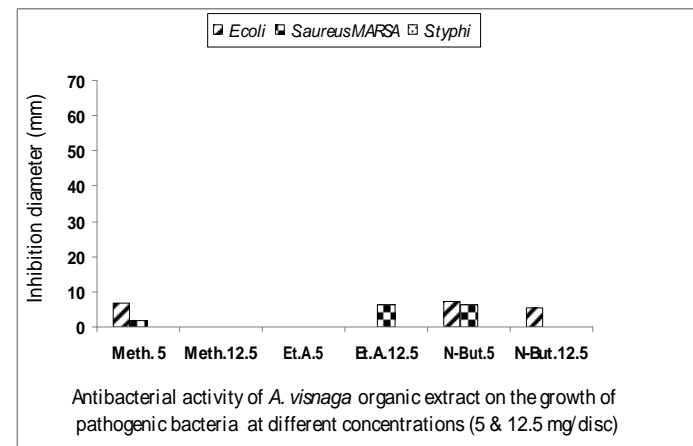 Ecoli SaureusMARSA Styphi
Inhibition diameter (mm)
70
60
50
40
30
20
10
0
Meth. 5 Meth.12.5 Et.A.5 Et.A.12.5 N-But.5 N-But.12.5
Antibacterial activity of A. visnaga organic extract on the growth of
pathogenic bacteria at different concentrations (5 & 12.5 mg/disc)